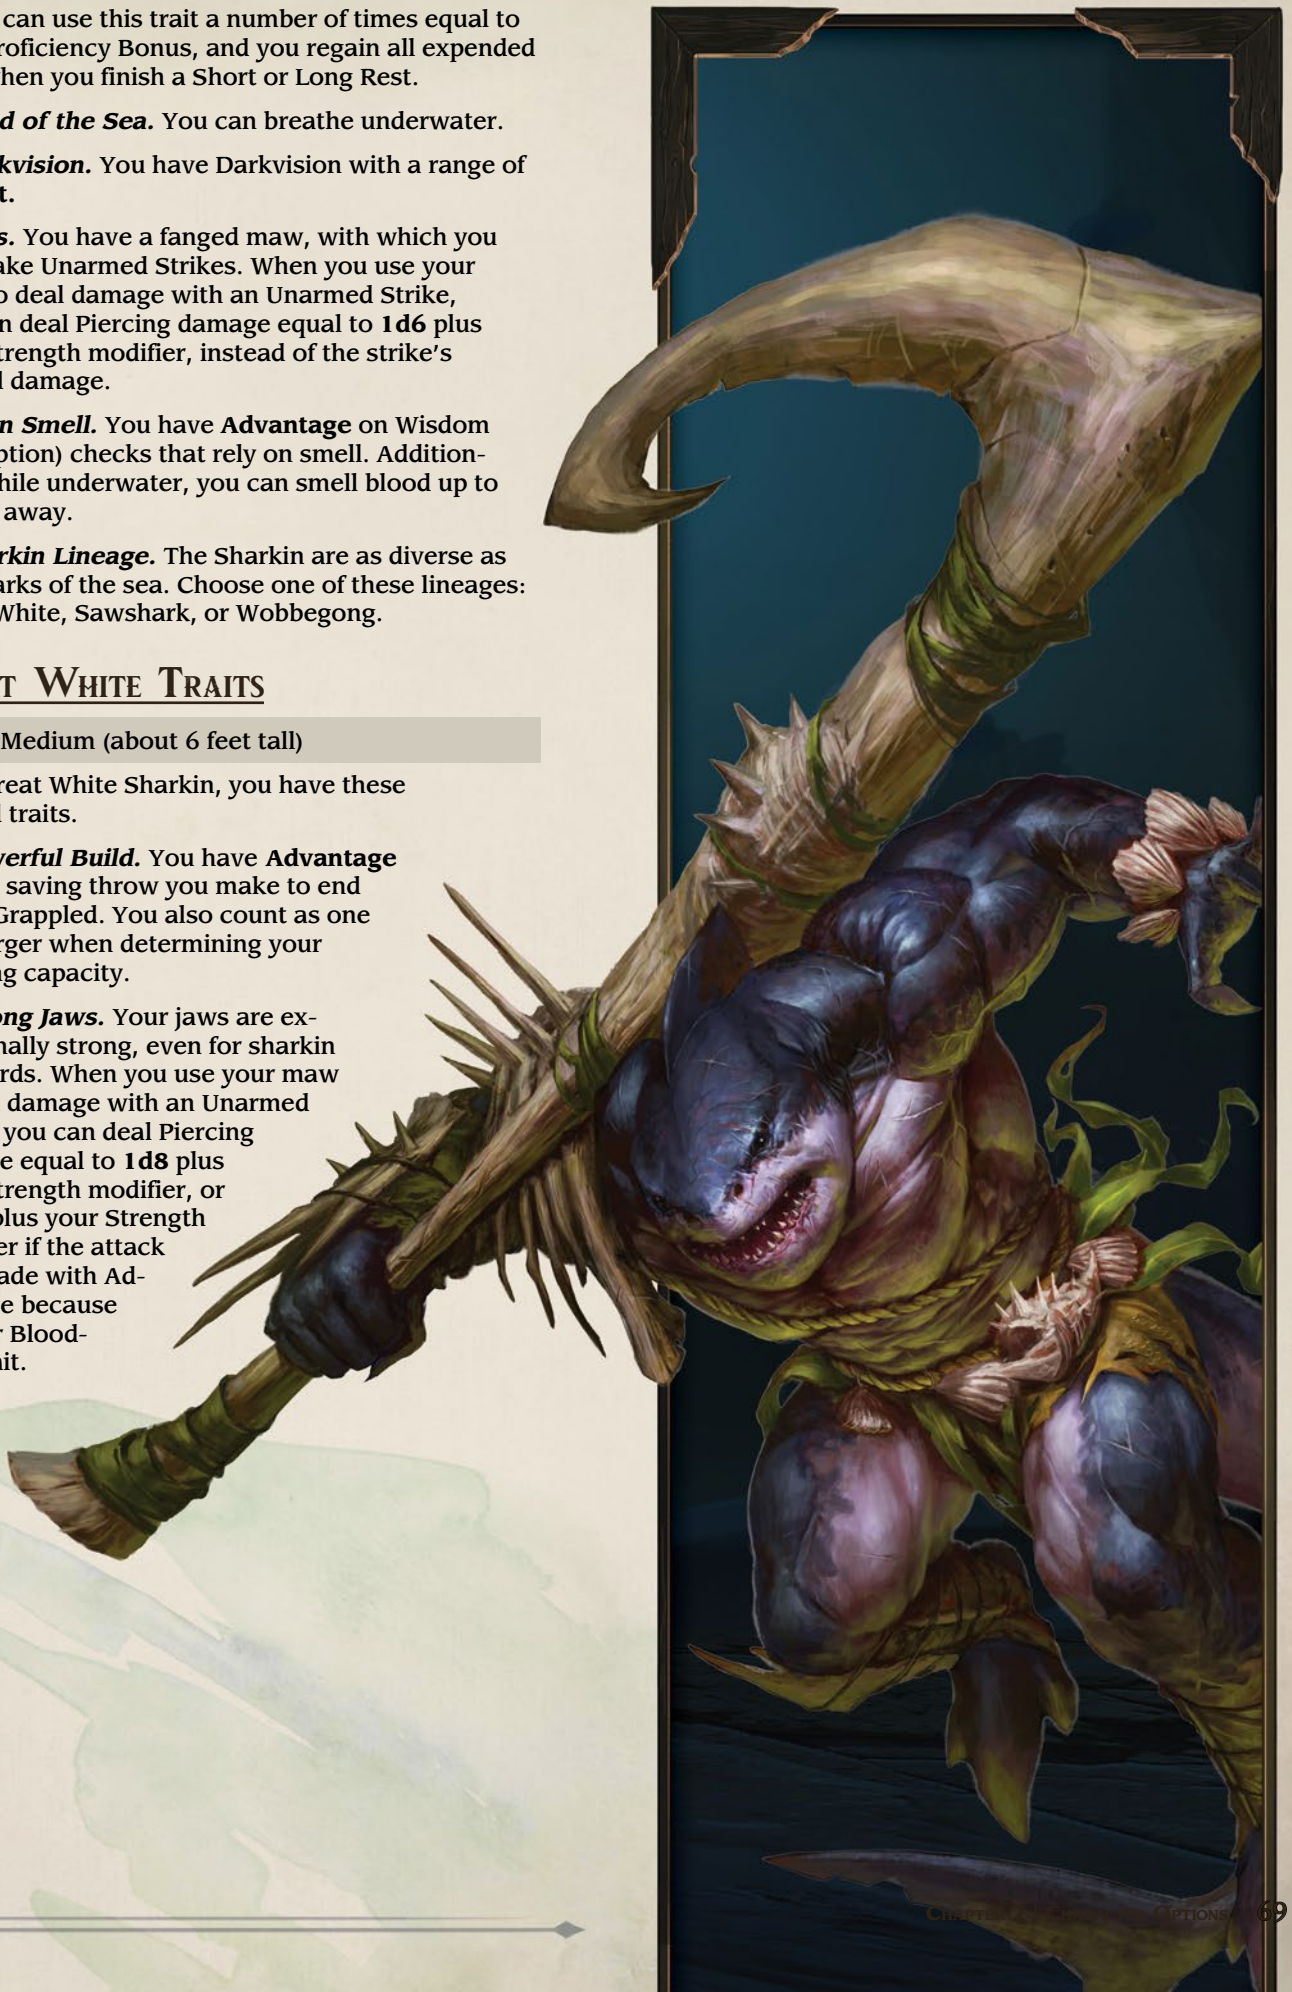 can use this trait a number of times equal to
roficiency Bonus, and you regain all expended
hen you finish a Short or Long Rest.
d of the Sea. You can breathe underwater.
kvision. You have Darkvision with a range of
t.
s. You have a fanged maw, with which you
ake Unarmed Strikes. When you use your
o deal damage with an Unarmed Strike,
n deal Piercing damage equal to 1d6 plus
trength modifier, instead of the strike's
l damage.
n Smell. You have Advantage on Wisdom
ption) checks that rely on smell. Addition-
hile underwater, you can smell blood up to
away.
rkin Lineage. The Sharkin are as diverse as
arks of the sea. Choose one of these lineages:
White, Sawshark, or Wobbegong.
t White Traits
Medium (about 6 feet tall)
reat White Sharkin, you have these
l traits.
verful Build. You have Advantage
saving throw you make to end
Grappled. You also count as one
rger when determining your
ng capacity.
ong Jaws. Your jaws are ex-
nally strong, even for sharkin
rds. When you use your maw
damage with an Unarmed
you can deal Piercing
e equal to 1d8 plus
trength modifier, or
plus your Strength
er if the attack
ade with Ad-
e because
r Blood-
ait.
Options 69